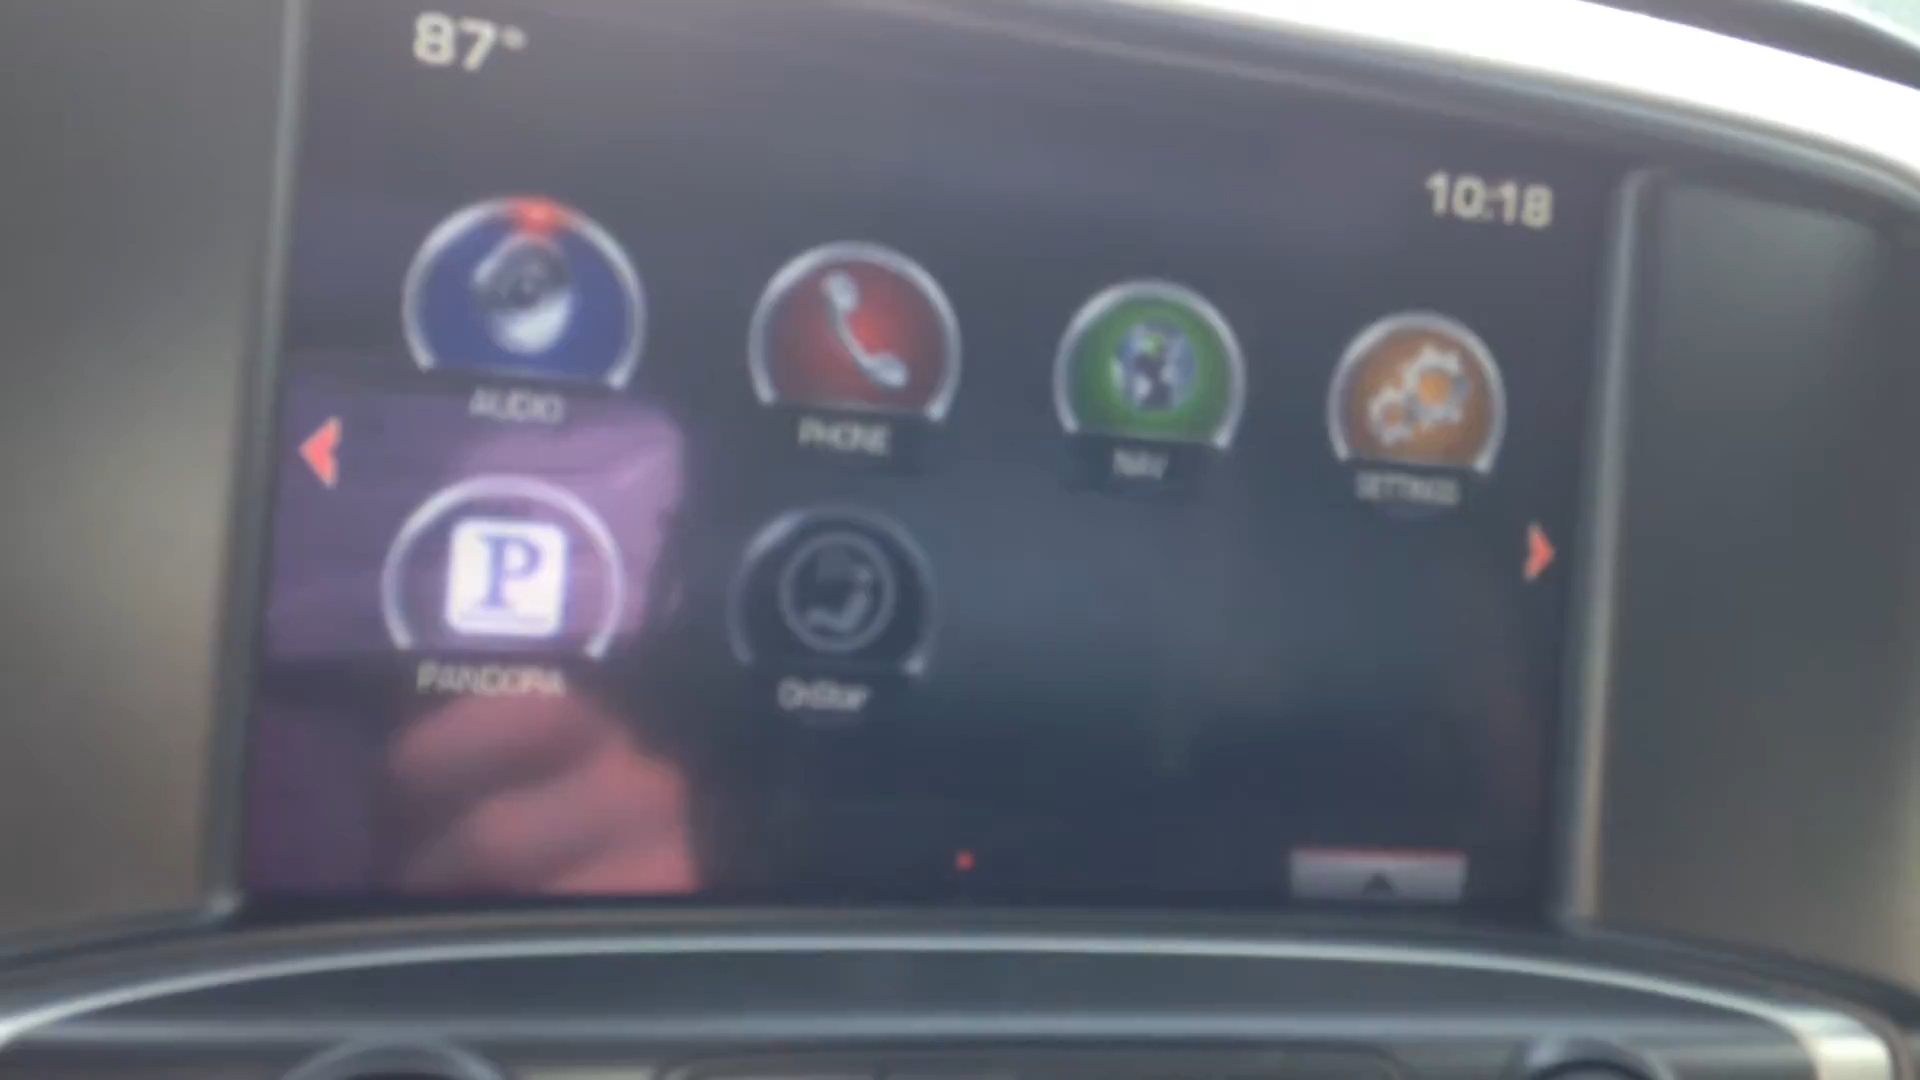 87°
10:18
AUDIO
PHONE
NAV
SETTINGS
P
PANDORA
OnStar